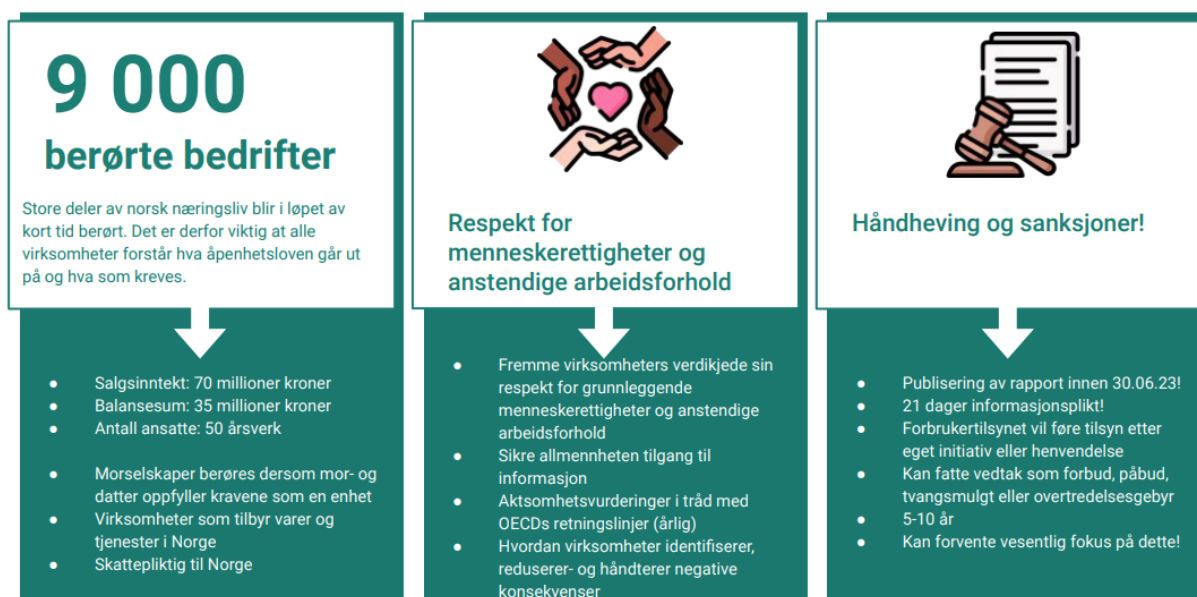 9 000
berørte bedrifter
Store deler av norsk næringsliv blir i løpet av
kort tid berørt. Det er derfor viktig at alle
virksomheter forstår hva åpenhetsloven går ut
på og hva som kreves.
● Salgsinntekt: 70 millioner kroner
● Balansesum: 35 millioner kroner
● Antall ansatte: 50 årsverk
● Morselskaper berøres dersom mor- og
datter oppfyller kravene som en enhet
● Virksomheter som tilbyr varer og
tjenester i Norge
● Skattepliktig til Norge
Respekt for
menneskerettigheter og
anstendige arbeidsforhold
● Fremme virksomheters verdikjede sin
respekt for grunnleggende
menneskerettigheter og anstendige
arbeidsforhold
● Sikre allmennheten tilgang til
informasjon
● Aktsomhetsvurderinger i tråd med
OECDs retningslinjer (årlig)
● Hvordan virksomheter identifiserer,
reduserer- og håndterer negative
konsekvenser
Håndheving og sanksjoner!
● Publisering av rapport innen 30.06.23!
● 21 dager informasjonsplikt!
● Forbrukertilsynet vil føre tilsyn etter
eget initiativ eller henvendelse
● Kan fatte vedtak som forbud, påbud,
tvangsmulgt eller overtredelsesgebyr
● 5-10 år
● Kan forvente vesentlig fokus på dette!